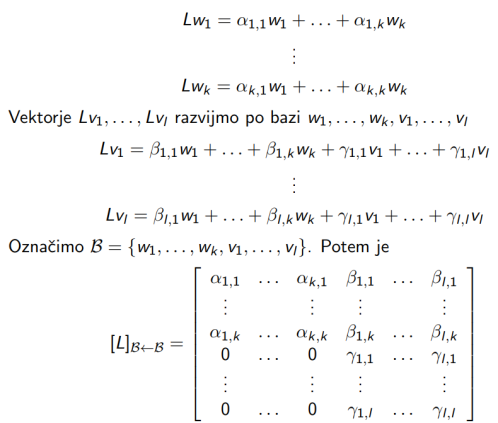 Lw₁ = α₁,₁w₁ + … + α₁,ₖwₖ
⋮
Lwₖ = αₖ,₁w₁ + … + αₖ,ₖwₖ
Vektorje Lv₁, …, Lvₗ razvijmo po bazi w₁, …, wₖ, v₁, …, vₗ
Lv₁ = β₁,₁w₁ + … + β₁,ₖwₖ + γ₁,₁v₁ + … + γ₁,ₗvₗ
⋮
Lvₗ = βₗ,₁w₁ + … + βₗ,ₖwₖ + γₗ,₁v₁ + … + γₗ,ₗvₗ
Označimo ℬ = {w₁, …, wₖ, v₁, …, vₗ}. Potem je
α₁,₁ … αₖ,₁ β₁,₁ … βₗ,₁
⋮ ⋮ ⋮ ⋮
[L]ℬ←ℬ = α₁,ₖ … αₖ,ₖ β₁,ₖ … βₗ,ₖ
0 … 0 γ₁,₁ … γₗ,₁
⋮ ⋮ ⋮ ⋮
0 … 0 γ₁,ₗ … γₗ,ₗ